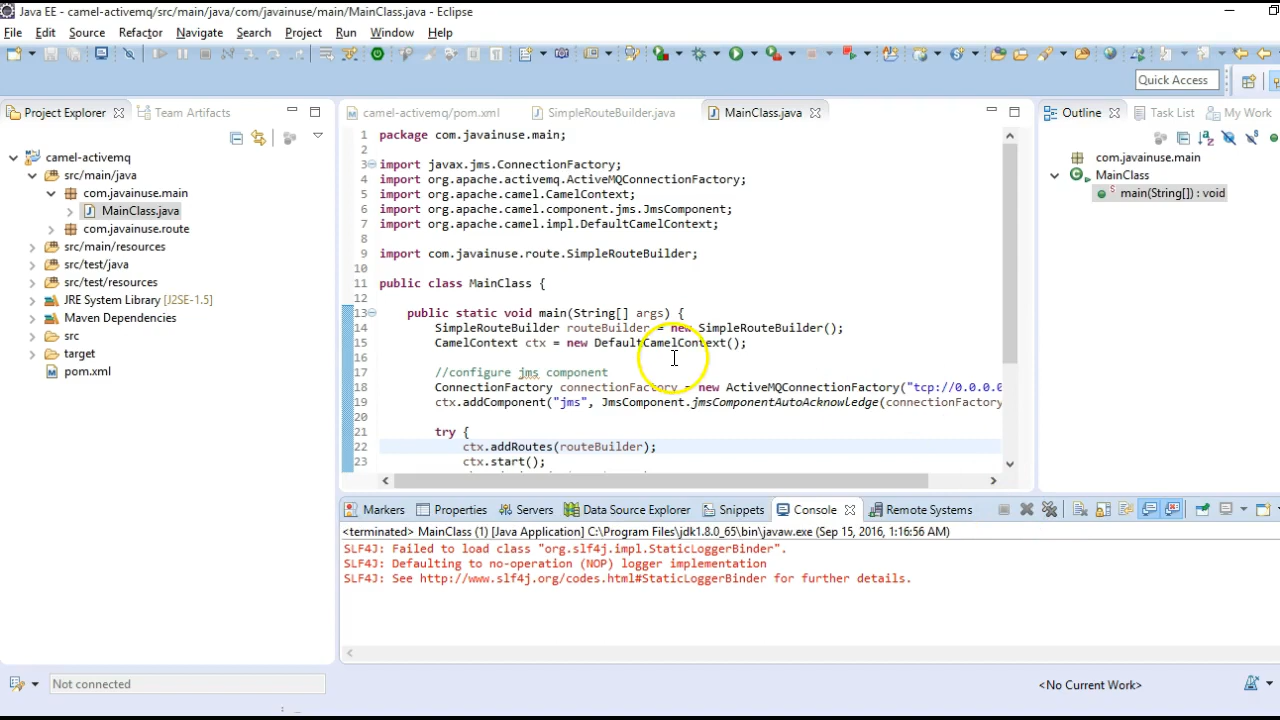 Java EE - camel-activemq/src/main/java/com/javainuse/main/MainClass.java - Eclipse
File Edit Source Refactor Navigate Search Project Run Window Help
Quick Access
Project Explorer Team Artifacts
camel-activemq
src/main/java
com.javainuse.main
MainClass.java
com.javainuse.route
src/main/resources
src/test/java
src/test/resources
JRE System Library [J2SE-1.5]
Maven Dependencies
src
target
pom.xml
camel-activemq/pom.xml SimpleRouteBuilder.java MainClass.java
1 package com.javainuse.main;
2
3 import javax.jms.ConnectionFactory;
4 import org.apache.activemq.ActiveMQConnectionFactory;
5 import org.apache.camel.CamelContext;
6 import org.apache.camel.component.jms.JmsComponent;
7 import org.apache.camel.impl.DefaultCamelContext;
8
9 import com.javainuse.route.SimpleRouteBuilder;
10
11 public class MainClass {
12
13 public static void main(String[] args) {
14 SimpleRouteBuilder routeBuilder = new SimpleRouteBuilder();
15 CamelContext ctx = new DefaultCamelContext();
16
17 //configure jms component
18 ConnectionFactory connectionFactory = new ActiveMQConnectionFactory("tcp://0.0.0.0
19 ctx.addComponent("jms", JmsComponent.jmsComponentAutoAcknowledge(connectionFactory
20
21 try {
22 ctx.addRoutes(routeBuilder);
23 ctx.start();
Outline Task List My Work
com.javainuse.main
MainClass
main(String[]) : void
Markers Properties Servers Data Source Explorer Snippets Console Remote Systems
<terminated> MainClass (1) [Java Application] C:\Program Files\jdk1.8.0_65\bin\javaw.exe (Sep 15, 2016, 1:16:56 AM)
SLF4J: Failed to load class "org.slf4j.impl.StaticLoggerBinder".
SLF4J: Defaulting to no-operation (NOP) logger implementation
SLF4J: See http://www.slf4j.org/codes.html#StaticLoggerBinder for further details.
Not connected
<No Current Work>